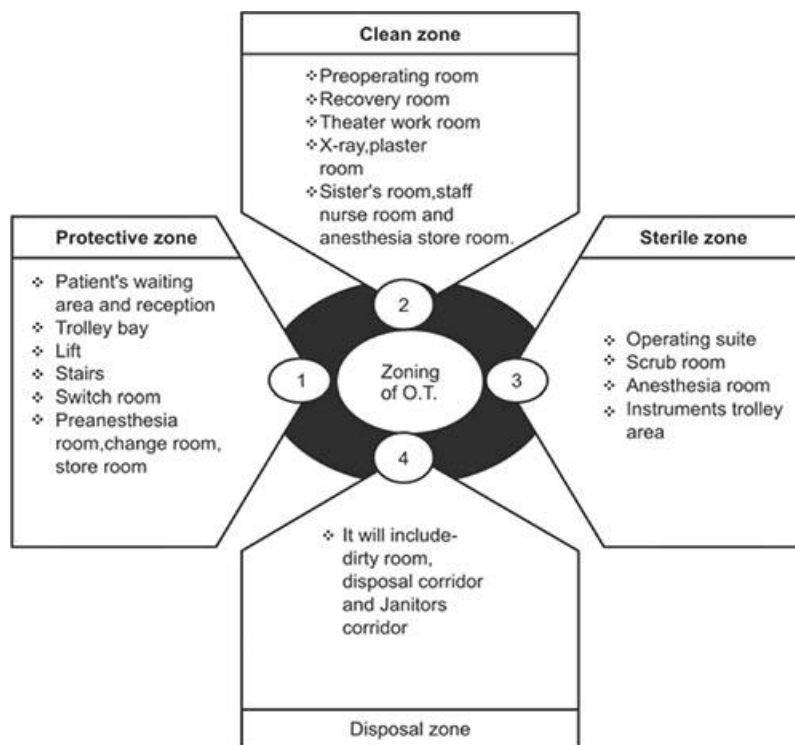 Clean zone
❖Preoperating room
❖Recovery room
❖Theater work room
❖X-ray,plaster
room
❖Sister's room,staff
nurse room and
anesthesia store room.
Protective zone
❖ Patient's waiting
area and reception
❖ Trolley bay
❖ Lift
❖ Stairs
❖ Switch room
❖ Preanesthesia
room,change room,
store room
2
1
Zoning
of O.T.
3
4
Sterile zone
❖ Operating suite
❖ Scrub room
❖ Anesthesia room
❖ Instruments trolley
area
❖ It will include-
dirty room,
disposal corridor
and Janitors
corridor
Disposal zone